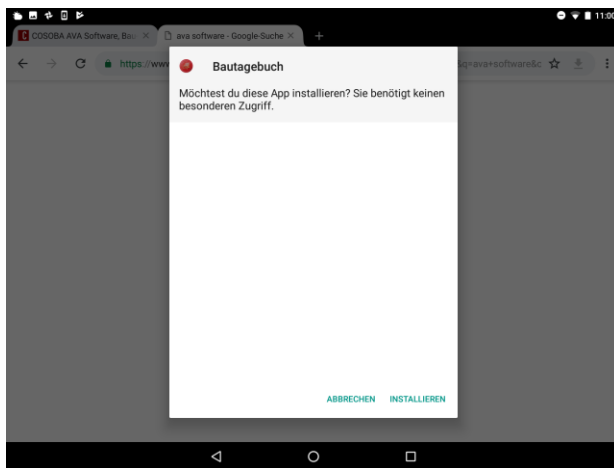 11:00
COSOBA AVA Software, Bau
ava software - Google-Suche
https://www
&q=ava+software&c
Bautagebuch
Möchtest du diese App installieren? Sie benötigt keinen
besonderen Zugriff.
ABBRECHEN INSTALLIEREN